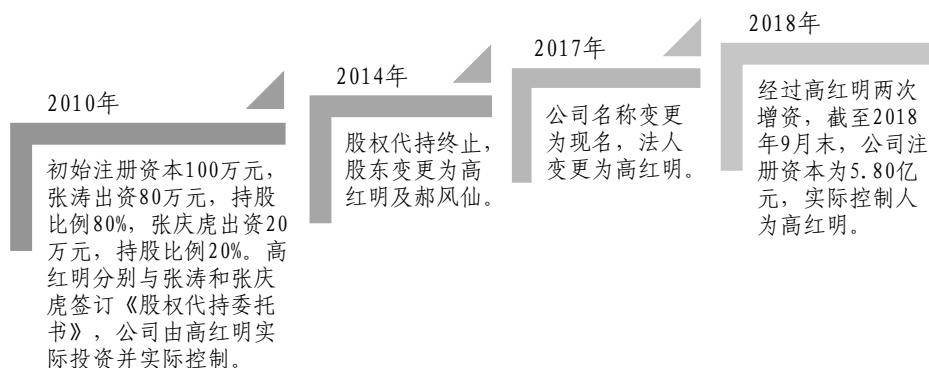 2010年
初始注册资本100万元，
张涛出资80万元，持股
比例80%，张庆虎出资20
万元，持股比例20%。高
红明分别与张涛和张庆
虎签订《股权代持委托
书》，公司由高红明实
际投资并实际控制。
2014年
股权代持终止，
股东变更为高
红明及郝风仙。
2017年
公司名称变更
为现名，法人
变更为高红明。
2018年
经过高红明两次
增资，截至2018
年9月末，公司注
册资本为5.80亿
元，实际控制人
为高红明。